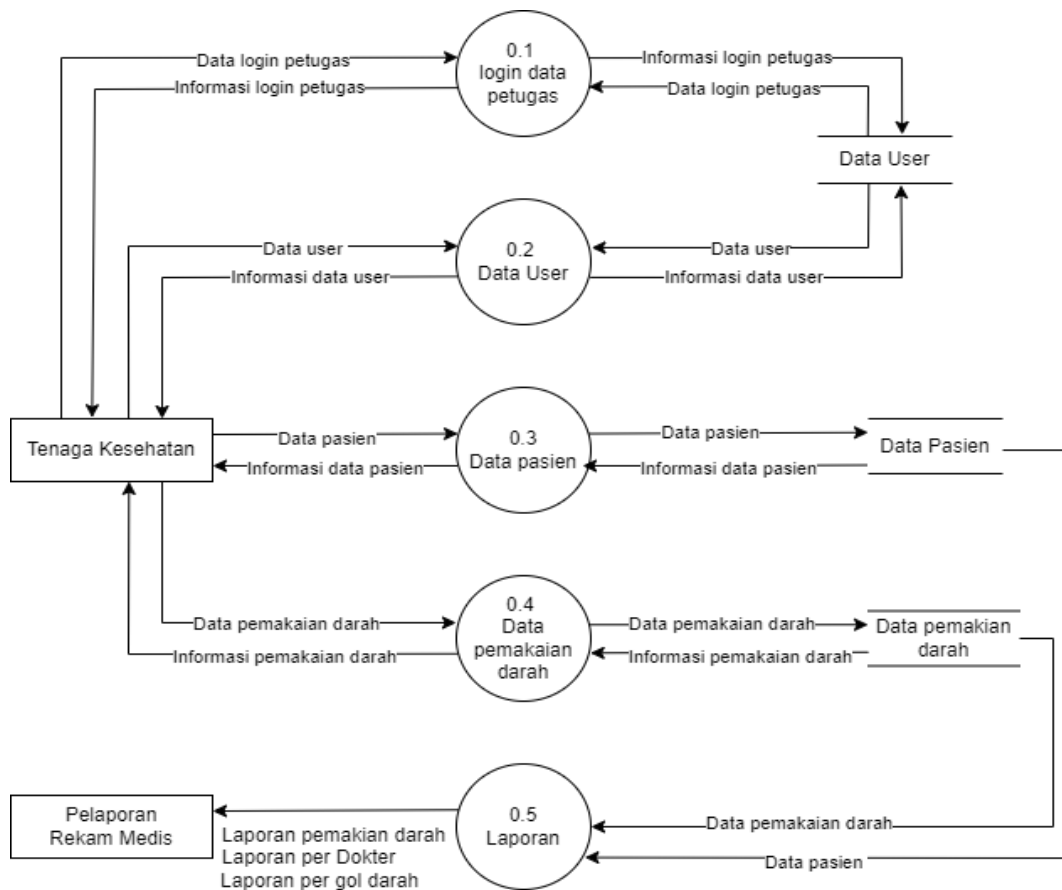 0.1
login data
petugas
Data login petugas
Informasi login petugas
Informasi login petugas
Data login petugas
Data User
0.2
Data User
Data user
Informasi data user
Data user
Informasi data user
Tenaga Kesehatan
0.3
Data pasien
Data pasien
Informasi data pasien
Data pasien
Informasi data pasien
Data Pasien
0.4
Data
pemakaian
darah
Data pemakaian darah
Informasi pemakaian darah
Data pemakaian darah
Informasi pemakaian darah
Data pemakian
darah
Pelaporan
Rekam Medis
Laporan pemakian darah
Laporan per Dokter
Laporan per gol darah
0.5
Laporan
Data pemakaian darah
Data pasien